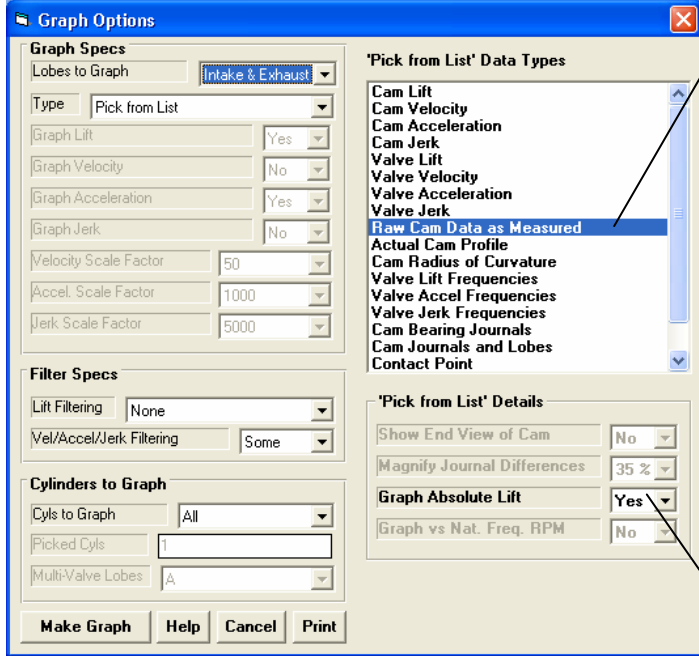 Graph Options
Graph Specs
Lobes to Graph Intake & Exhaust
Type Pick from List
Graph Lift Yes
Graph Velocity No
Graph Acceleration Yes
Graph Jerk No
Velocity Scale Factor 50
Accel. Scale Factor 1000
Jerk Scale Factor 5000
Filter Specs
Lift Filtering None
Vel/Accel/Jerk Filtering Some
Cylinders to Graph
Cyls to Graph All
Picked Cyls 1
Multi-Valve Lobes A
Make Graph Help Cancel Print
'Pick from List' Data Types
Cam Lift
Cam Velocity
Cam Acceleration
Cam Jerk
Valve Lift
Valve Velocity
Valve Acceleration
Valve Jerk
Raw Cam Data as Measured
Actual Cam Profile
Cam Radius of Curvature
Valve Lift Frequencies
Valve Accel Frequencies
Valve Jerk Frequencies
Cam Bearing Journals
Cam Journals and Lobes
Contact Point
'Pick from List' Details
Show End View of Cam No
Magnify Journal Differences 35 %
Graph Absolute Lift Yes
Graph vs Nat. Freq. RPM No